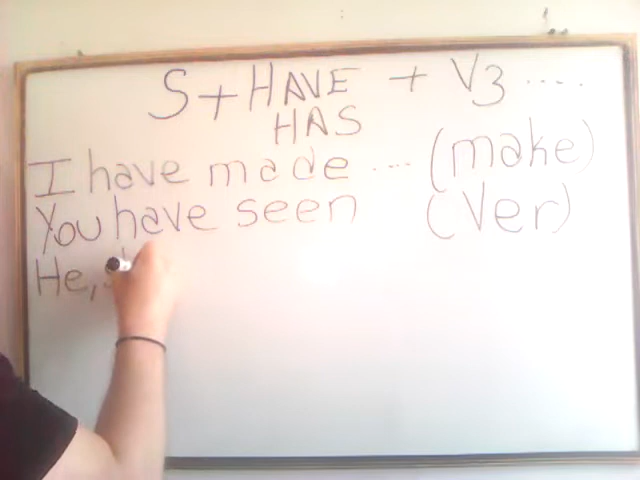 S + HAVE + V3 ....
HAS
I have made .... (make)
You have seen (Ver)
He,